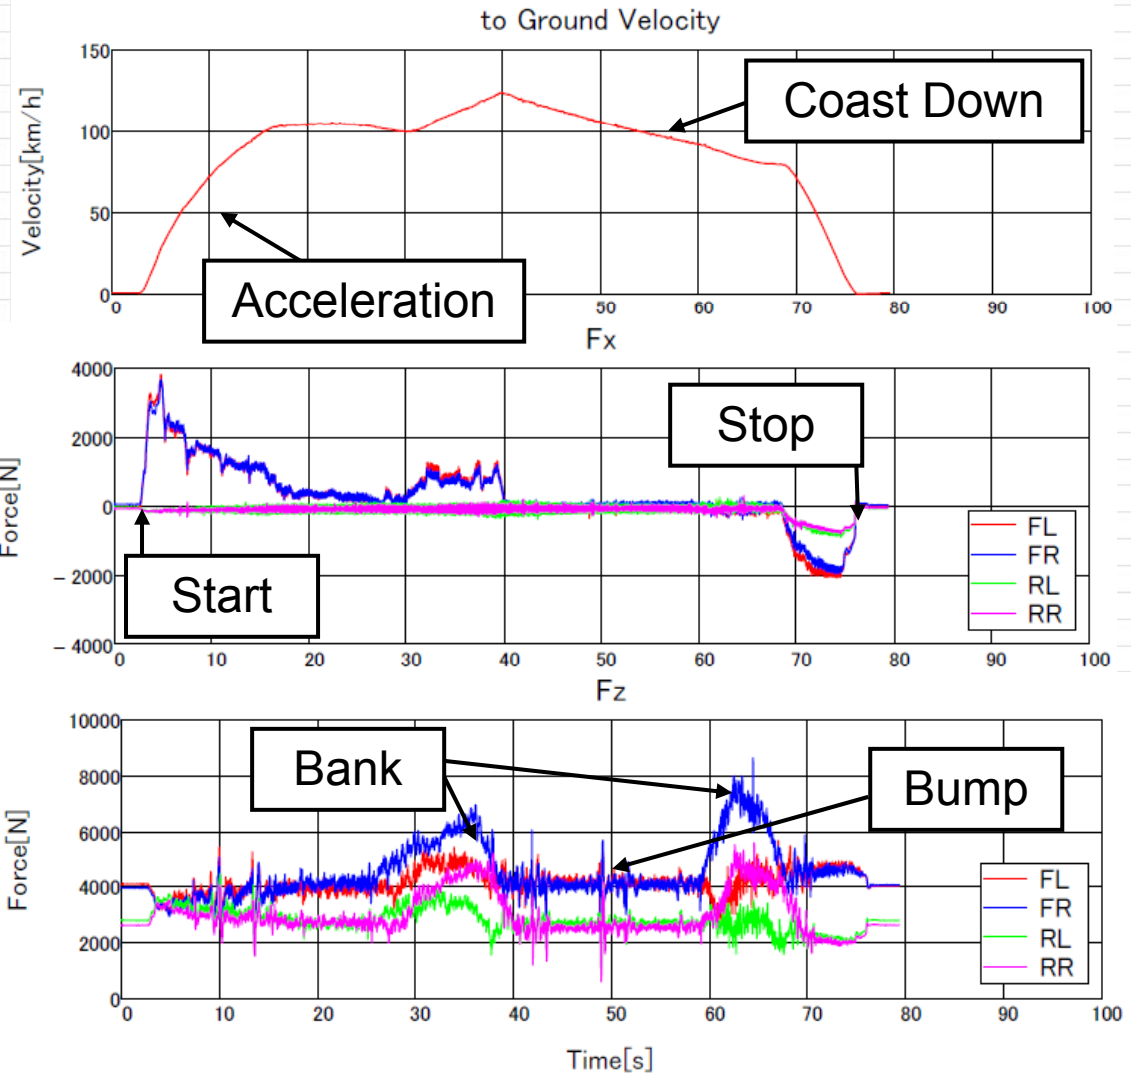 to Ground Velocity
Velocity[km/h]
150
100
50
0
Coast Down
Acceleration
0 50 60 70 80 90 100
Fx
Force[N]
4000
2000
0
－2000
－4000
Stop
Start
FL
FR
RL
RR
0 10 20 30 40 50 60 70 80 90 100
Fz
Force[N]
10000
8000
6000
4000
2000
0
Bank
Bump
FL
FR
RL
RR
0 10 20 30 40 50 60 70 80 90 100
Time[s]